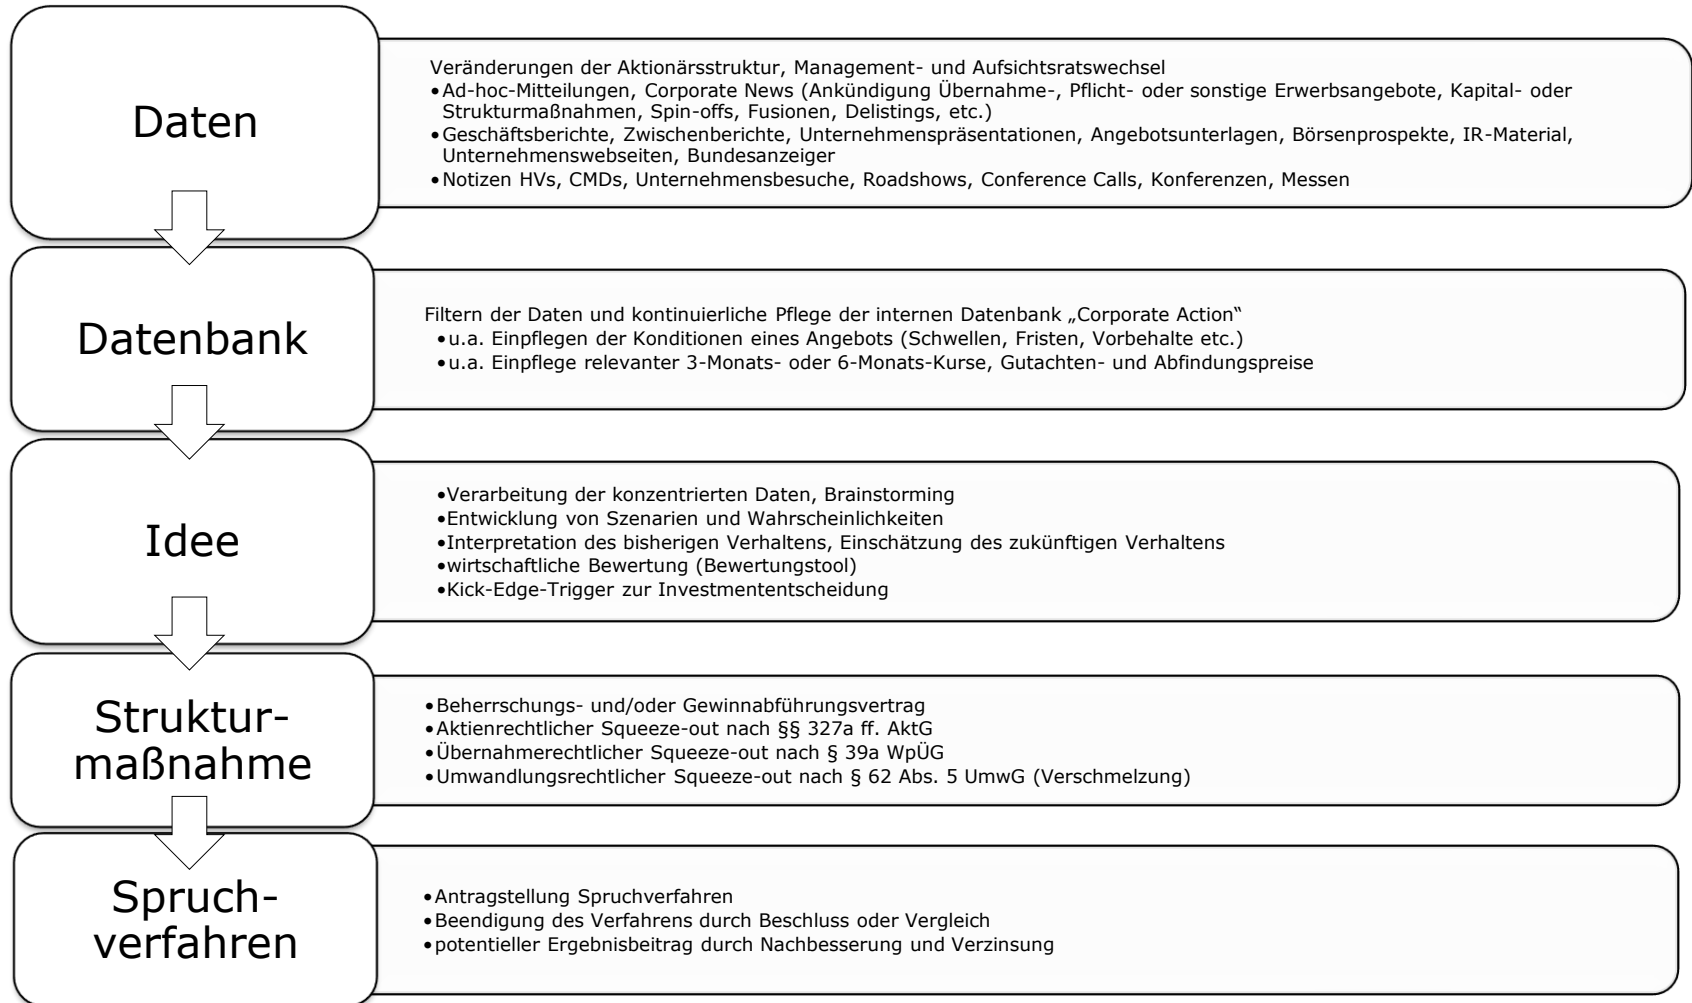 Daten
Veränderungen der Aktionärsstruktur, Management- und Aufsichtsratswechsel
•Ad-hoc-Mitteilungen, Corporate News (Ankündigung Übernahme-, Pflicht- oder sonstige Erwerbsangebote, Kapital- oder
Strukturmaßnahmen, Spin-offs, Fusionen, Delistings, etc.)
•Geschäftsberichte, Zwischenberichte, Unternehmenspräsentationen, Angebotsunterlagen, Börsenprospekte, IR-Material,
Unternehmenswebseiten, Bundesanzeiger
•Notizen HVs, CMDs, Unternehmensbesuche, Roadshows, Conference Calls, Konferenzen, Messen
Datenbank
Filtern der Daten und kontinuierliche Pflege der internen Datenbank „Corporate Action“
•u.a. Einpflegen der Konditionen eines Angebots (Schwellen, Fristen, Vorbehalte etc.)
•u.a. Einpflege relevanter 3-Monats- oder 6-Monats-Kurse, Gutachten- und Abfindungspreise
Idee
•Verarbeitung der konzentrierten Daten, Brainstorming
•Entwicklung von Szenarien und Wahrscheinlichkeiten
•Interpretation des bisherigen Verhaltens, Einschätzung des zukünftigen Verhaltens
•wirtschaftliche Bewertung (Bewertungstool)
•Kick-Edge-Trigger zur Investmententscheidung
Struktur-
maßnahme
•Beherrschungs- und/oder Gewinnabführungsvertrag
•Aktienrechtlicher Squeeze-out nach §§ 327a ff. AktG
•Übernahmerechtlicher Squeeze-out nach § 39a WpÜG
•Umwandlungsrechtlicher Squeeze-out nach § 62 Abs. 5 UmwG (Verschmelzung)
Spruch-
verfahren
•Antragstellung Spruchverfahren
•Beendigung des Verfahrens durch Beschluss oder Vergleich
•potentieller Ergebnisbeitrag durch Nachbesserung und Verzinsung